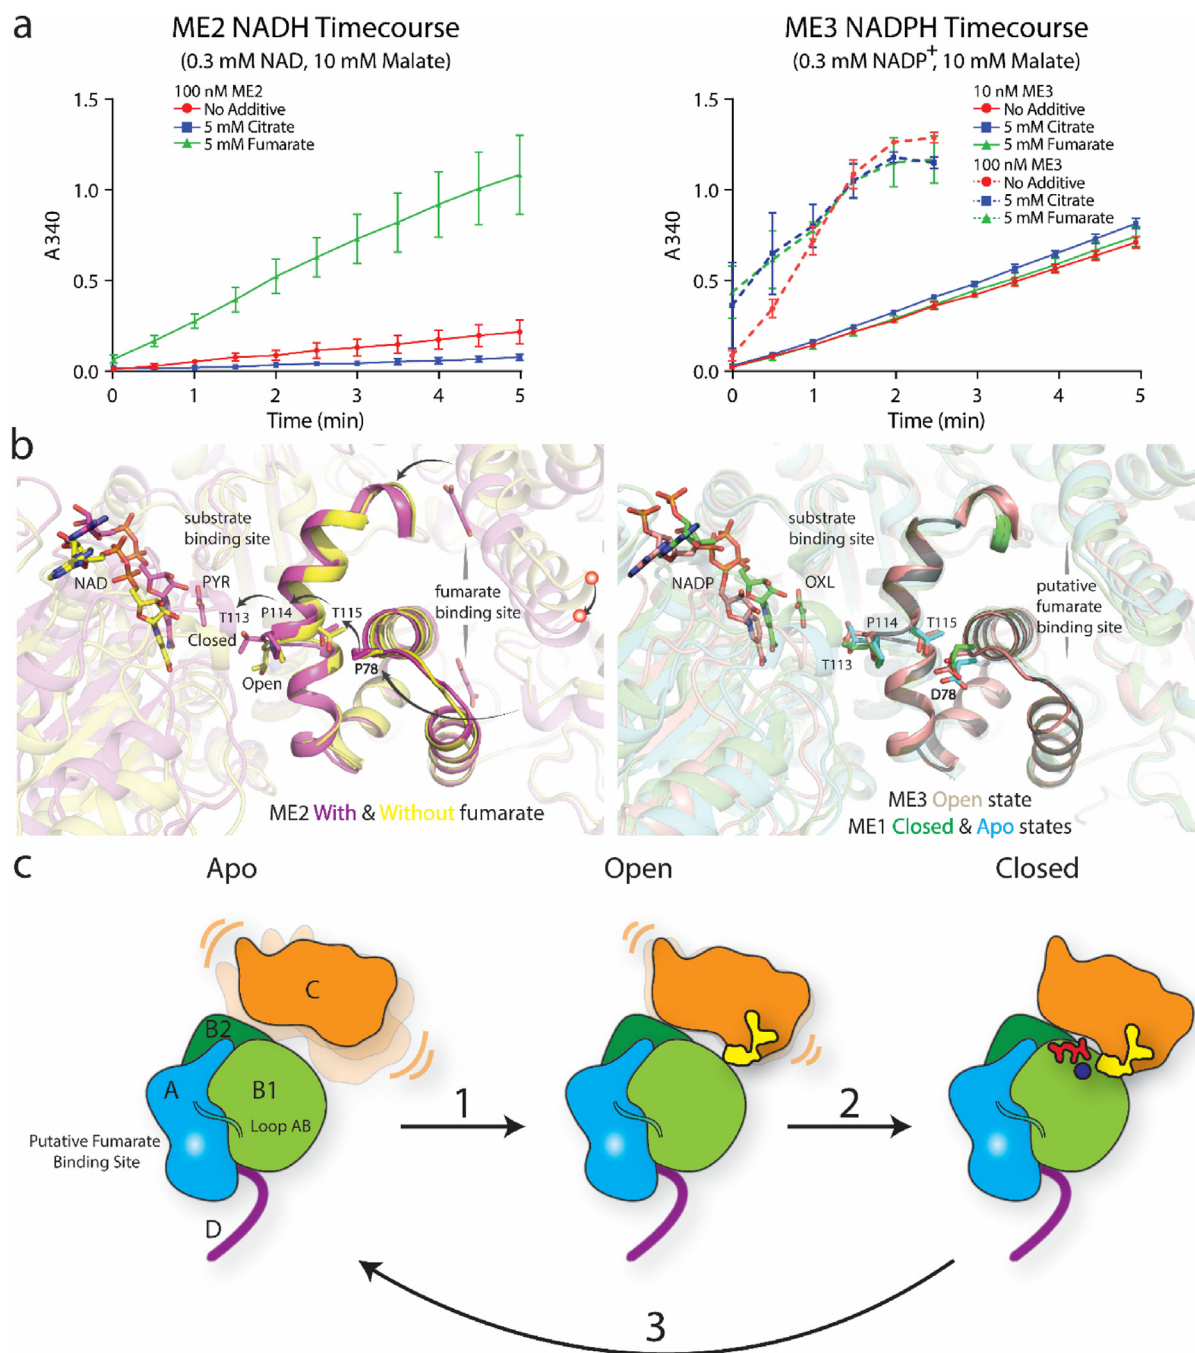 a
ME2 NADH Timecourse
(0.3 mM NAD, 10 mM Malate)
100 nM ME2
No Additive
5 mM Citrate
5 mM Fumarate
1.5
1.0
0.5
0.0
A340
0
1
2
3
4
5
Time (min)
ME3 NADPH Timecourse
(0.3 mM NADP+, 10 mM Malate)
10 nM ME3
No Additive
5 mM Citrate
5 mM Fumarate
100 nM ME3
No Additive
5 mM Citrate
5 mM Fumarate
1.5
1.0
0.5
0.0
A340
0
1
2
3
4
5
Time (min)
b
substrate
binding site
NAD
PYR
T113
P114
T115
Closed
Open
P78
fumarate
binding site
ME2 With & Without fumarate
substrate
binding site
NADP
OXL
P114
T115
T113
D78
putative
fumarate
binding site
ME3 Open state
ME1 Closed & Apo states
c
Apo
Open
Closed
C
B2
A
B1
Loop AB
Putative Fumarate
Binding Site
D
1
2
3